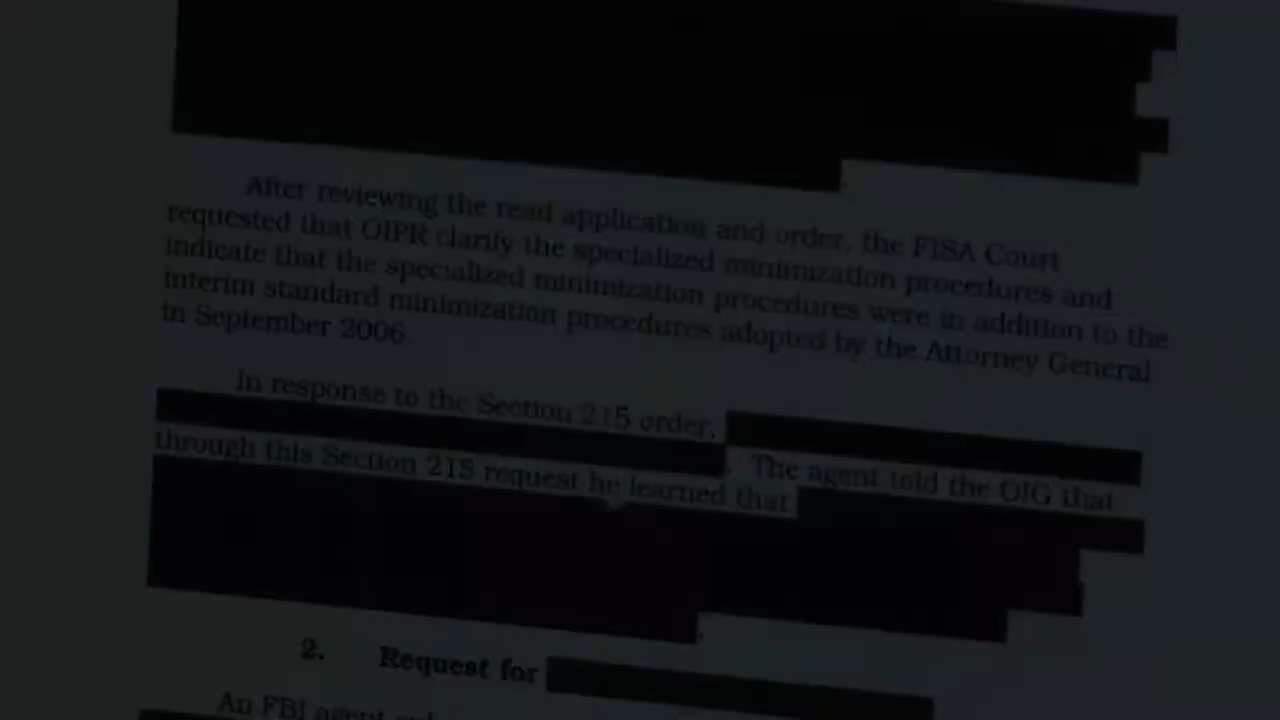 After reviewing the read application and order, the FISA Court
requested that OIPR clarify the specialized minimization procedures and
indicate that the specialized minimization procedures were in addition to the
interim standard minimization procedures adopted by the Attorney General
in September 2006.
In response to the Section 215 order,
. The agent told the OIG that
through this Section 215 request he learned that
.
2. Request for
An FBI agent